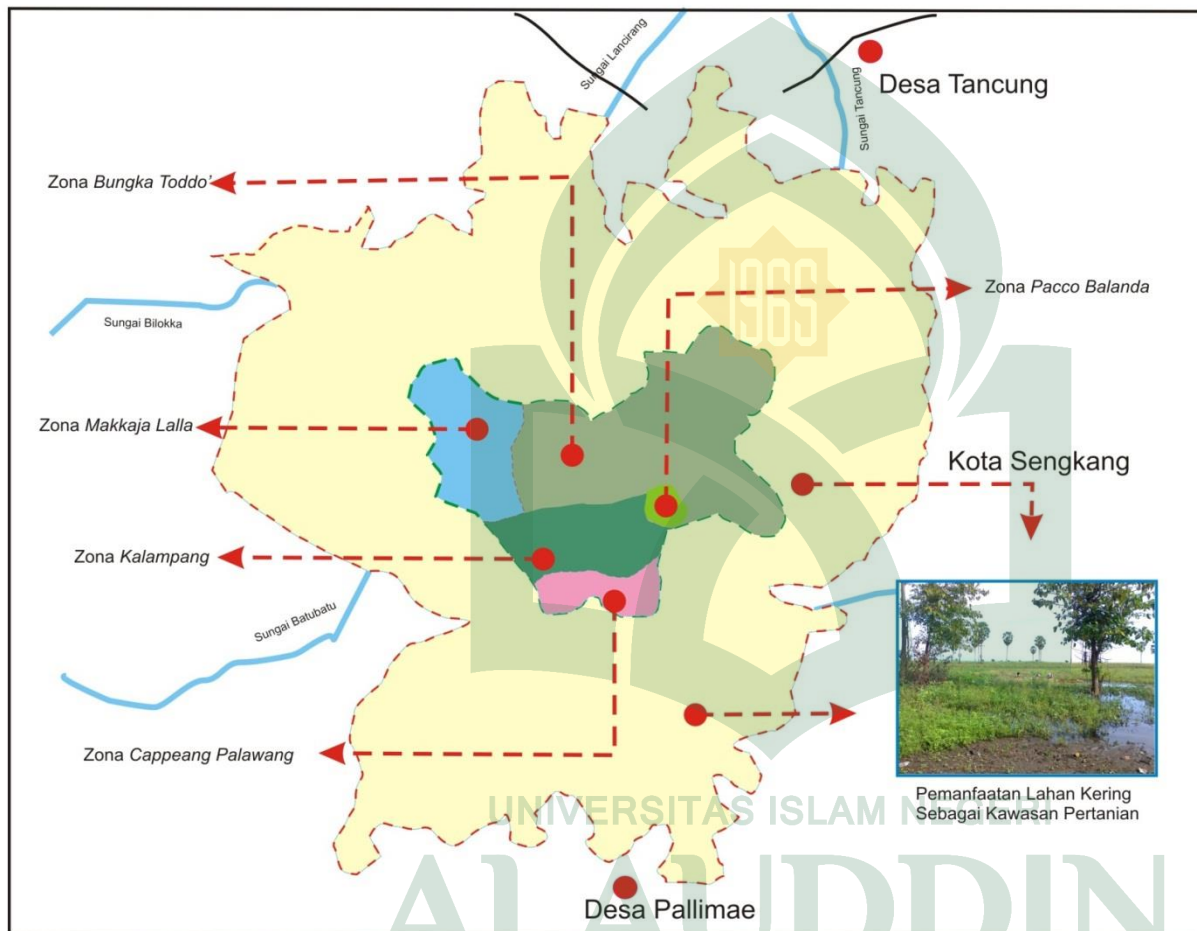 Sungai Lancirang
Sungai Tancung
Desa Tancung
Zona Bungka Toddo'
1965
Zona Pacco Balanda
Sungai Bilokka
Zona Makkaja Lalla
Kota Sengkang
Zona Kalampang
Sungai Batubatu
Zona Cappeang Palawang
Pemanfaatan Lahan Kering
Sebagai Kawasan Pertanian
UNIVERSITAS ISLAM NEGERI
ALAUDDIN
Desa Pallimae